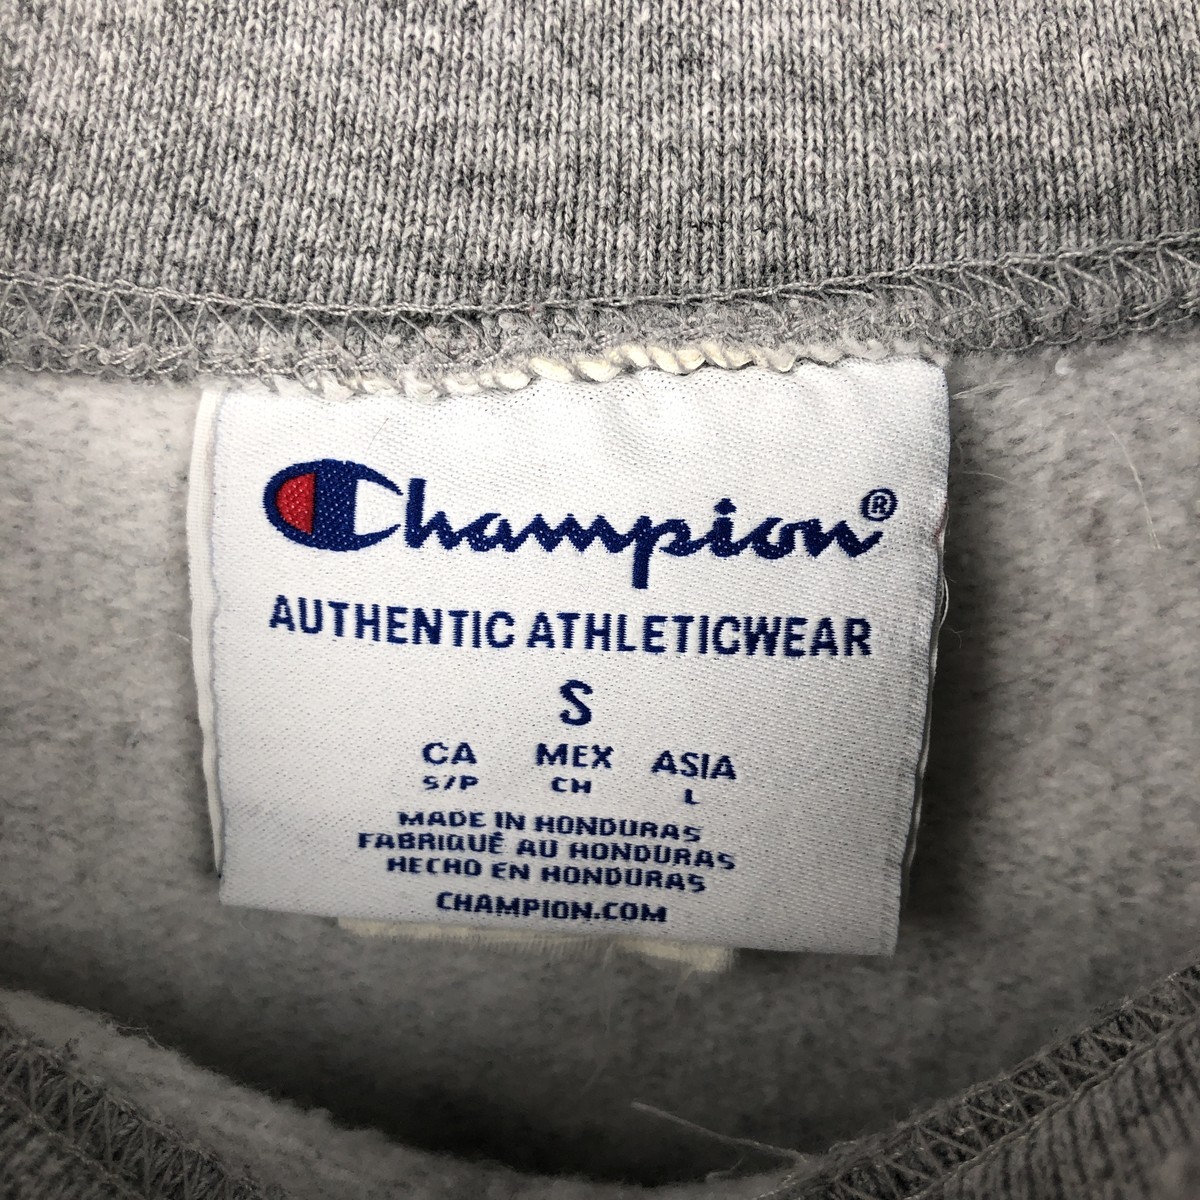 Champion®
AUTHENTIC ATHLETICWEAR
S
CA MEX ASIA
S/P CH L
MADE IN HONDURAS
FABRIQUÉ AU HONDURAS
HECHO EN HONDURAS
CHAMPION.COM